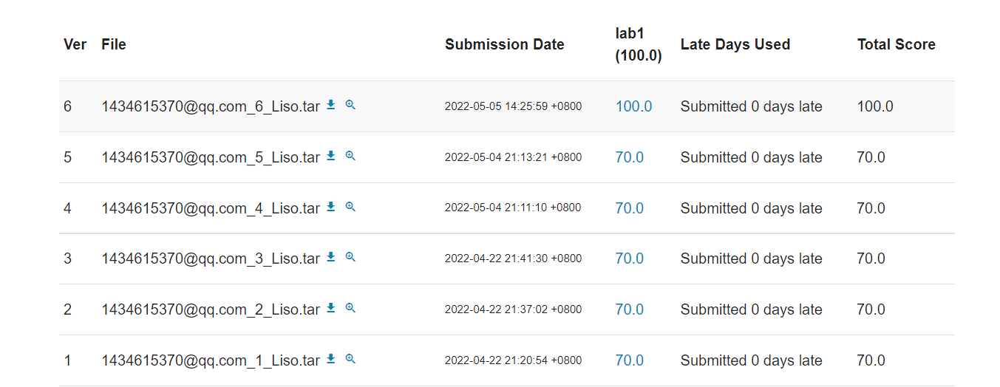 Ver File Submission Date lab1 (100.0) Late Days Used Total Score
6 1434615370@qq.com_6_Liso.tar 2022-05-05 14:25:59 +0800 100.0 Submitted 0 days late 100.0
5 1434615370@qq.com_5_Liso.tar 2022-05-04 21:13:21 +0800 70.0 Submitted 0 days late 70.0
4 1434615370@qq.com_4_Liso.tar 2022-05-04 21:11:10 +0800 70.0 Submitted 0 days late 70.0
3 1434615370@qq.com_3_Liso.tar 2022-04-22 21:41:30 +0800 70.0 Submitted 0 days late 70.0
2 1434615370@qq.com_2_Liso.tar 2022-04-22 21:37:02 +0800 70.0 Submitted 0 days late 70.0
1 1434615370@qq.com_1_Liso.tar 2022-04-22 21:20:54 +0800 70.0 Submitted 0 days late 70.0